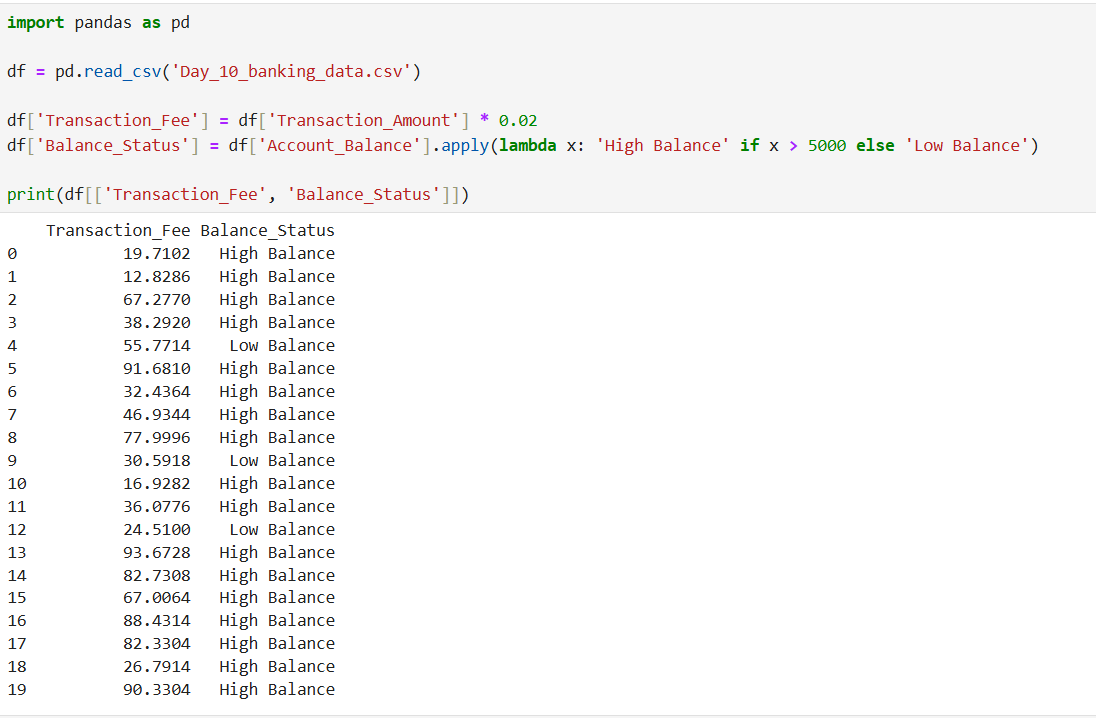 import pandas as pd
df = pd.read_csv('Day_10_banking_data.csv')
df['Transaction_Fee'] = df['Transaction_Amount'] * 0.02
df['Balance_Status'] = df['Account_Balance'].apply(lambda x: 'High Balance' if x > 5000 else 'Low Balance')
print(df[['Transaction_Fee', 'Balance_Status']])
Transaction_Fee Balance_Status
0 19.7102 High Balance
1 12.8286 High Balance
2 67.2770 High Balance
3 38.2920 High Balance
4 55.7714 Low Balance
5 91.6810 High Balance
6 32.4364 High Balance
7 46.9344 High Balance
8 77.9996 High Balance
9 30.5918 Low Balance
10 16.9282 High Balance
11 36.0776 High Balance
12 24.5100 Low Balance
13 93.6728 High Balance
14 82.7308 High Balance
15 67.0064 High Balance
16 88.4314 High Balance
17 82.3304 High Balance
18 26.7914 High Balance
19 90.3304 High Balance